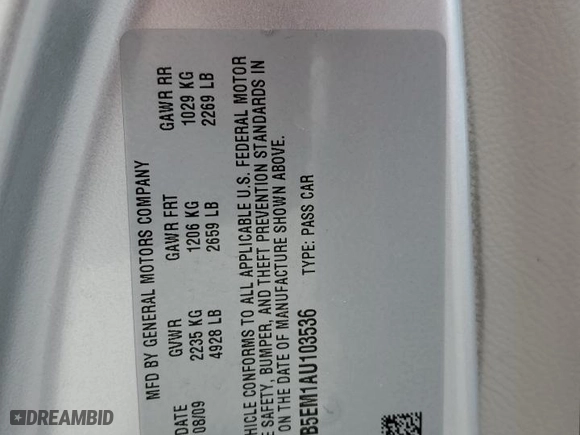 MFD BY GENERAL MOTORS COMPANY
DATE GVWR GAWR FRT GAWR RR
08/09 2235 KG 1206 KG 1029 KG
4928 LB 2659 LB 2269 LB
HICLE CONFORMS TO ALL APPLICABLE U.S. FEDERAL MOTOR
E SAFETY, BUMPER, AND THEFT PREVENTION STANDARDS IN
ON THE DATE OF MANUFACTURE SHOWN ABOVE.
B5EM1AU103536 TYPE: PASS CAR
DREAMBID